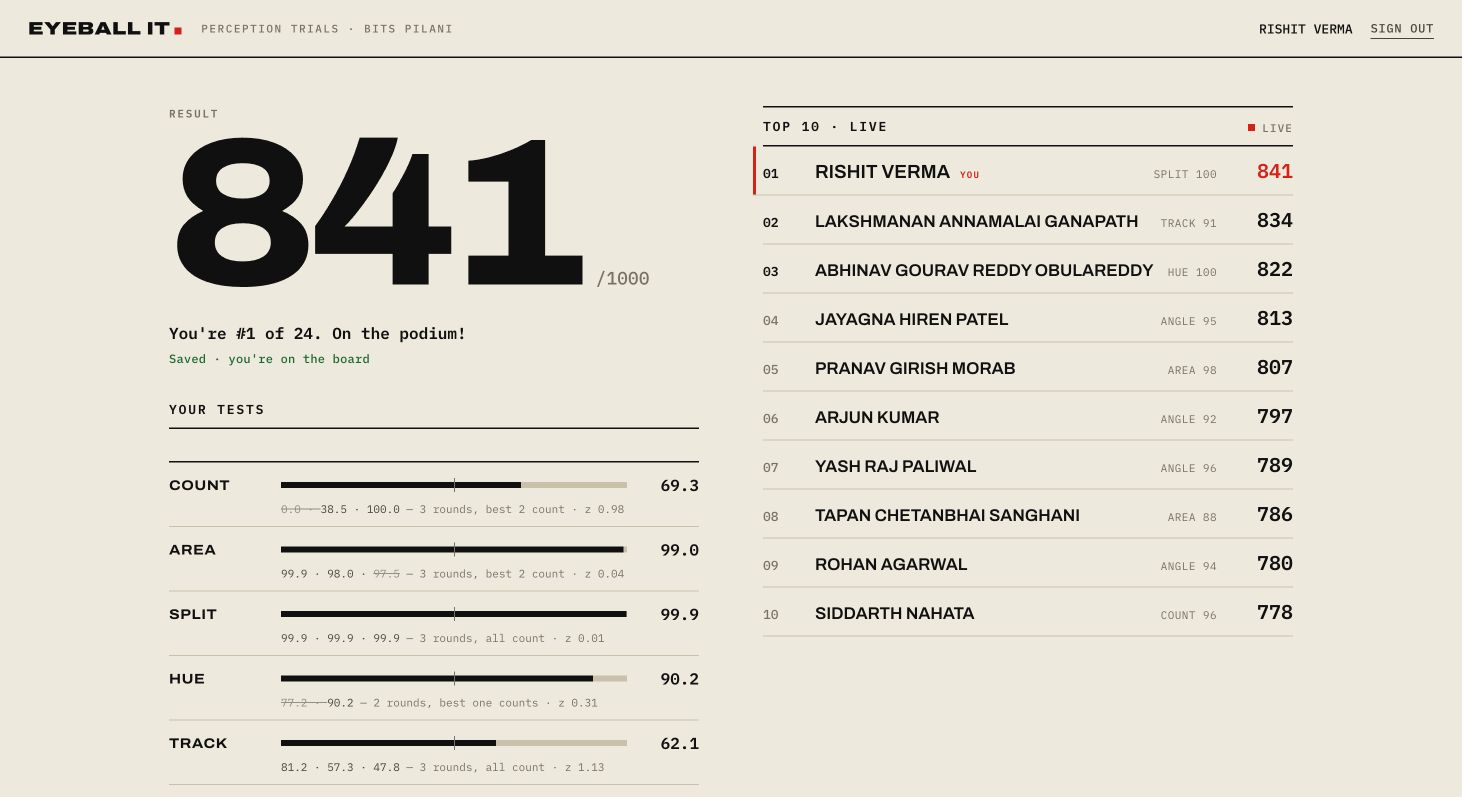 EYEBALL IT
PERCEPTION TRIALS · BITS PILANI
RISHIT VERMA
SIGN OUT
RESULT
841 /1000
You're #1 of 24. On the podium!
Saved · you're on the board
YOUR TESTS
COUNT 69.3
0.0 · 38.5 · 100.0 — 3 rounds, best 2 count · z 0.98
AREA 99.0
99.9 · 98.0 · 97.5 — 3 rounds, best 2 count · z 0.04
SPLIT 99.9
99.9 · 99.9 · 99.9 — 3 rounds, all count · z 0.01
HUE 90.2
77.2 · 90.2 — 2 rounds, best one counts · z 0.31
TRACK 62.1
81.2 · 57.3 · 47.8 — 3 rounds, all count · z 1.13
TOP 10 · LIVE
LIVE
01 RISHIT VERMA YOU SPLIT 100 841
02 LAKSHMANAN ANNAMALAI GANAPATH TRACK 91 834
03 ABHINAV GOURAV REDDY OBULAREDDY HUE 100 822
04 JAYAGNA HIREN PATEL ANGLE 95 813
05 PRANAV GIRISH MORAB AREA 98 807
06 ARJUN KUMAR ANGLE 92 797
07 YASH RAJ PALIWAL ANGLE 96 789
08 TAPAN CHETANBHAI SANGHANI AREA 88 786
09 ROHAN AGARWAL ANGLE 94 780
10 SIDDARTH NAHATA COUNT 96 778